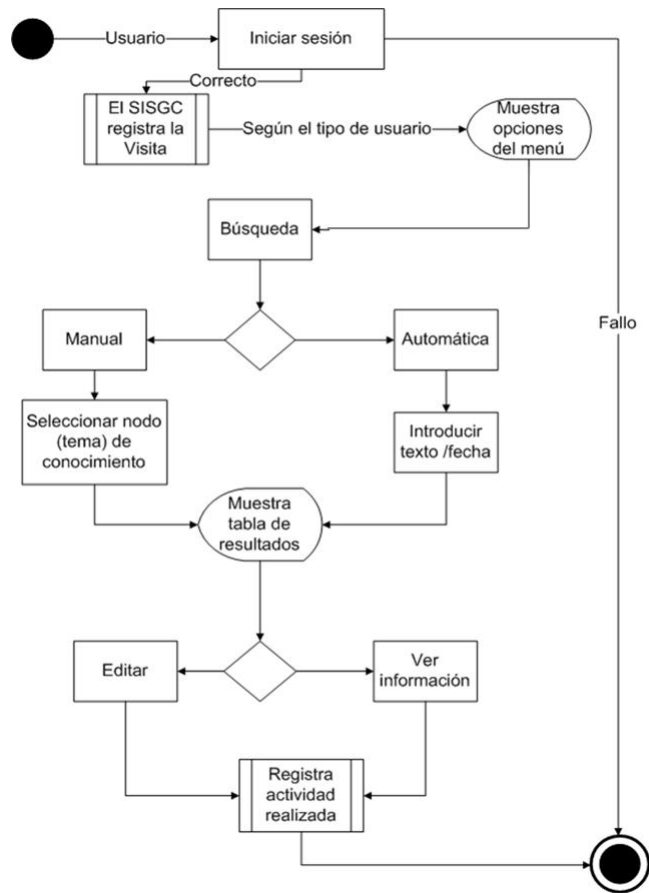 Usuario
Iniciar sesión
Correcto
El SISGC
registra la
Visita
Según el tipo de usuario
Muestra
opciones
del menú
Búsqueda
Fallo
Manual
Automática
Seleccionar nodo
(tema) de
conocimiento
Introducir
texto /fecha
Muestra
tabla de
resultados
Editar
Ver
información
Registra
actividad
realizada